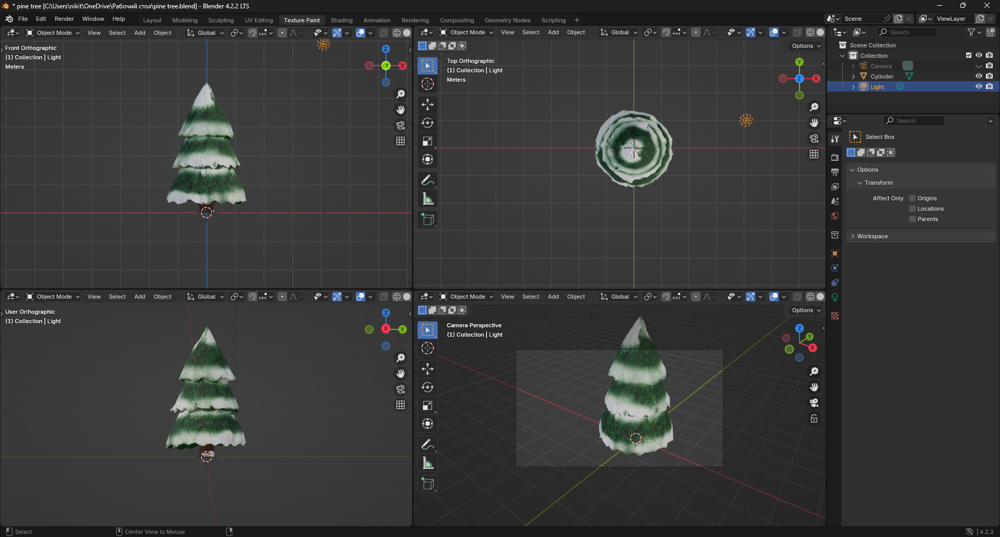 * pine tree [C:\Users\nikit\OneDrive\Рабочий стол\pine tree.blend] - Blender 4.2.2 LTS
File Edit Render Window Help
Layout Modeling Sculpting UV Editing Texture Paint Shading Animation Rendering Compositing Geometry Nodes Scripting +
Scene
ViewLayer
Object Mode View Select Add Object Global
Front Orthographic
(1) Collection | Light
Meters
Z
-Y
X
Object Mode View Select Add Object Global
Options
Top Orthographic
(1) Collection | Light
Meters
Y
Z
X
Object Mode View Select Add Object Global
User Orthographic
(1) Collection | Light
Z
X
Y
Object Mode View Select Add Object Global
Options
Camera Perspective
(1) Collection | Light
Z
Y
X
Search
Scene Collection
Collection
Camera
Cylinder
Light
Search
Select Box
Options
Transform
Affect Only Origins
Locations
Parents
Workspace
Select
Center View to Mouse
4.2.2